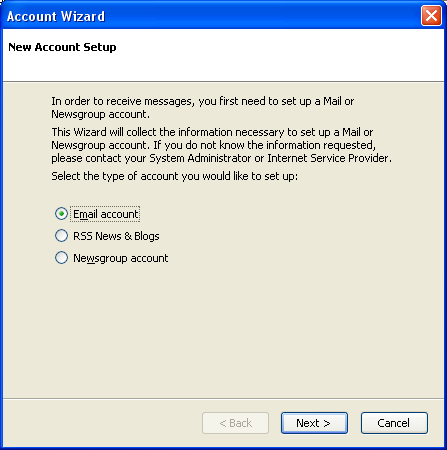 Account Wizard
New Account Setup
In order to receive messages, you first need to set up a Mail or
Newsgroup account.
This Wizard will collect the information necessary to set up a Mail or
Newsgroup account. If you do not know the information requested,
please contact your System Administrator or Internet Service Provider.
Select the type of account you would like to set up:
Email account
RSS News & Blogs
Newsgroup account
< Back
Next >
Cancel